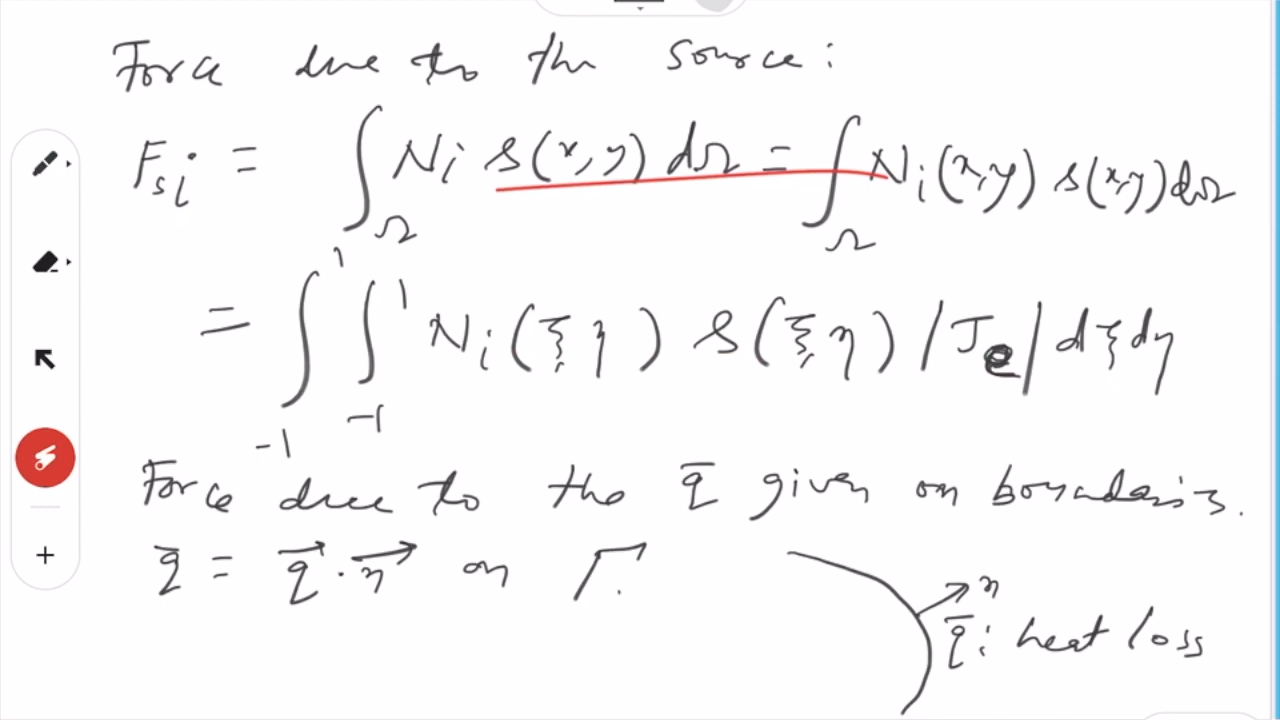 Force due to the source:
F_si = ∫_Ω N_i s(x,y) dΩ = ∫_Ω N_i(x,y) s(x,y) dΩ
= ∫_{-1}^{1} ∫_{-1}^{1} N_i(ξ,η) s(ξ,η) |J_e| dξ dη
Force due to the q̄ given on boundaries.
q̄ = q⃗ · n⃗ on Γ.
n
q̄: heat loss